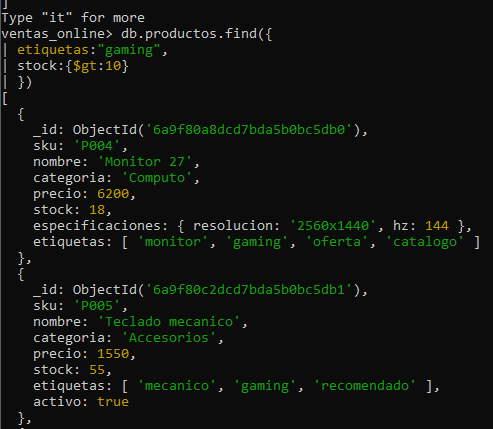 ]
Type "it" for more
ventas_online> db.productos.find({
| etiquetas:"gaming",
| stock:{$gt:10}
| })
[
  {
    _id: ObjectId('6a9f80a8dcd7bda5b0bc5db0'),
    sku: 'P004',
    nombre: 'Monitor 27',
    categoria: 'Computo',
    precio: 6200,
    stock: 18,
    especificaciones: { resolucion: '2560x1440', hz: 144 },
    etiquetas: [ 'monitor', 'gaming', 'oferta', 'catalogo' ]
  },
  {
    _id: ObjectId('6a9f80c2dcd7bda5b0bc5db1'),
    sku: 'P005',
    nombre: 'Teclado mecanico',
    categoria: 'Accesorios',
    precio: 1550,
    stock: 55,
    etiquetas: [ 'mecanico', 'gaming', 'recomendado' ],
    activo: true
  },